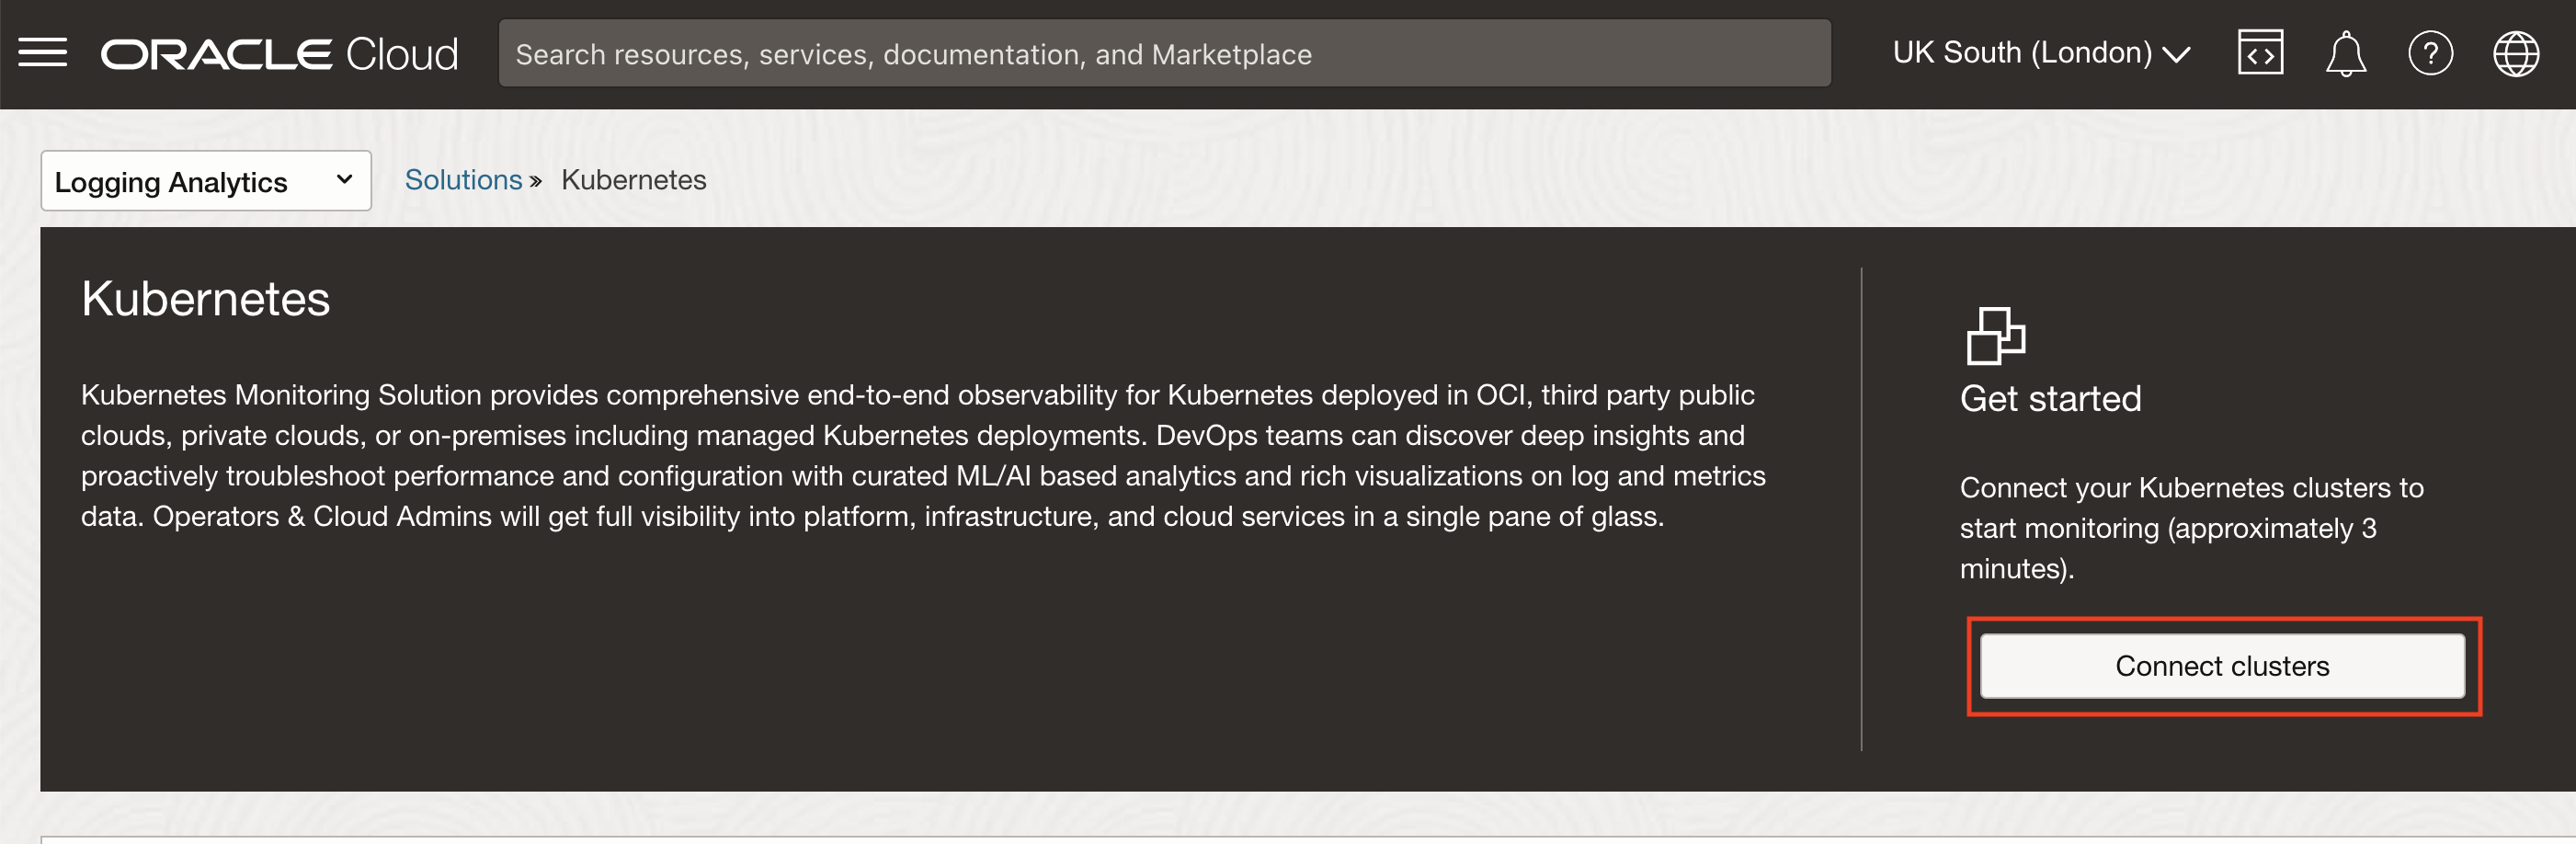 ORACLE Cloud
Search resources, services, documentation, and Marketplace
UK South (London)
Logging Analytics
Solutions » Kubernetes
Kubernetes
Kubernetes Monitoring Solution provides comprehensive end-to-end observability for Kubernetes deployed in OCI, third party public
clouds, private clouds, or on-premises including managed Kubernetes deployments. DevOps teams can discover deep insights and
proactively troubleshoot performance and configuration with curated ML/AI based analytics and rich visualizations on log and metrics
data. Operators & Cloud Admins will get full visibility into platform, infrastructure, and cloud services in a single pane of glass.
Get started
Connect your Kubernetes clusters to
start monitoring (approximately 3
minutes).
Connect clusters